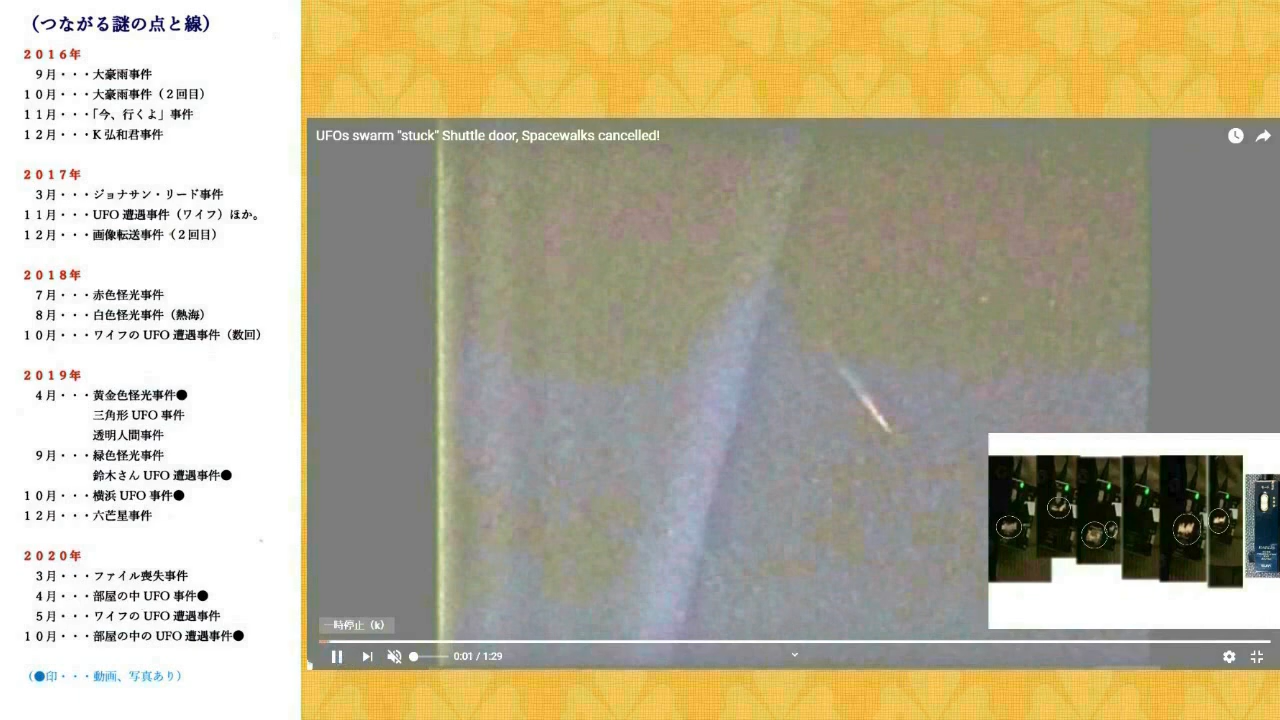 （つながる謎の点と線）
２０１６年
９月・・・大豪雨事件
１０月・・・大豪雨事件（２回目）
１１月・・・「今、行くよ」事件
１２月・・・K 弘和君事件
２０１７年
３月・・・ジョナサン・リード事件
１１月・・・UFO 遭遇事件（ワイフ）ほか。
１２月・・・画像転送事件（２回目）
２０１８年
７月・・・赤色怪光事件
８月・・・白色怪光事件（熱海）
１０月・・・ワイフの UFO 遭遇事件（数回）
２０１９年
４月・・・黄金色怪光事件●
三角形 UFO 事件
透明人間事件
９月・・・緑色怪光事件
鈴木さん UFO 遭遇事件●
１０月・・・横浜 UFO 事件●
１２月・・・六芒星事件
２０２０年
３月・・・ファイル喪失事件
４月・・・部屋の中 UFO 事件●
５月・・・ワイフの UFO 遭遇事件
１０月・・・部屋の中の UFO 遭遇事件●
（●印・・・動画、写真あり）
UFOs swarm "stuck" Shuttle door, Spacewalks cancelled!
一時停止（k）
0:01 / 1:29